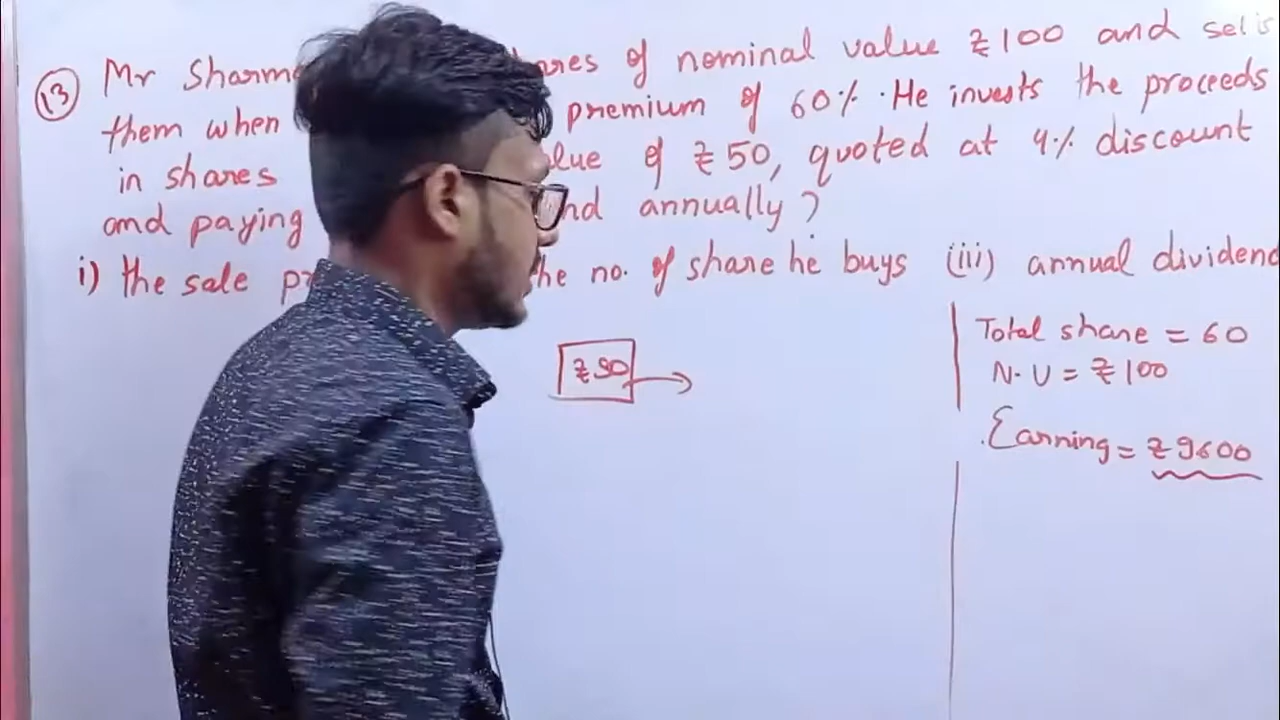 13 Mr Sharm ares of nominal value ₹100 and sells
them when premium of 60%. He invests the proceeds
in shares lue of ₹50, quoted at 4% discount
and paying nd annually?
i) the sale pr he no. of share he buys (iii) annual dividend
₹50
Total share = 60
N.V = ₹100
Earning = ₹9600